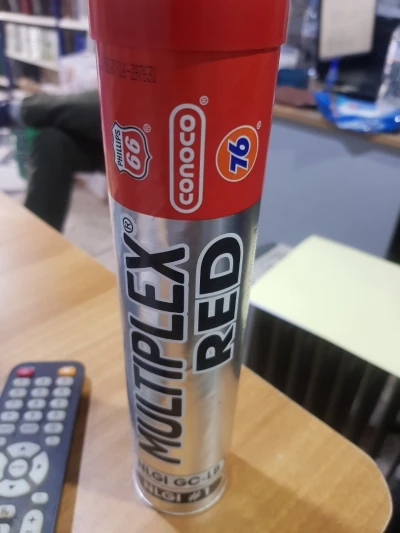 PHILLIPS
66®
conoco®
76®
MULTIPLEX®
RED
NLGI GC-LB
NLGI #1